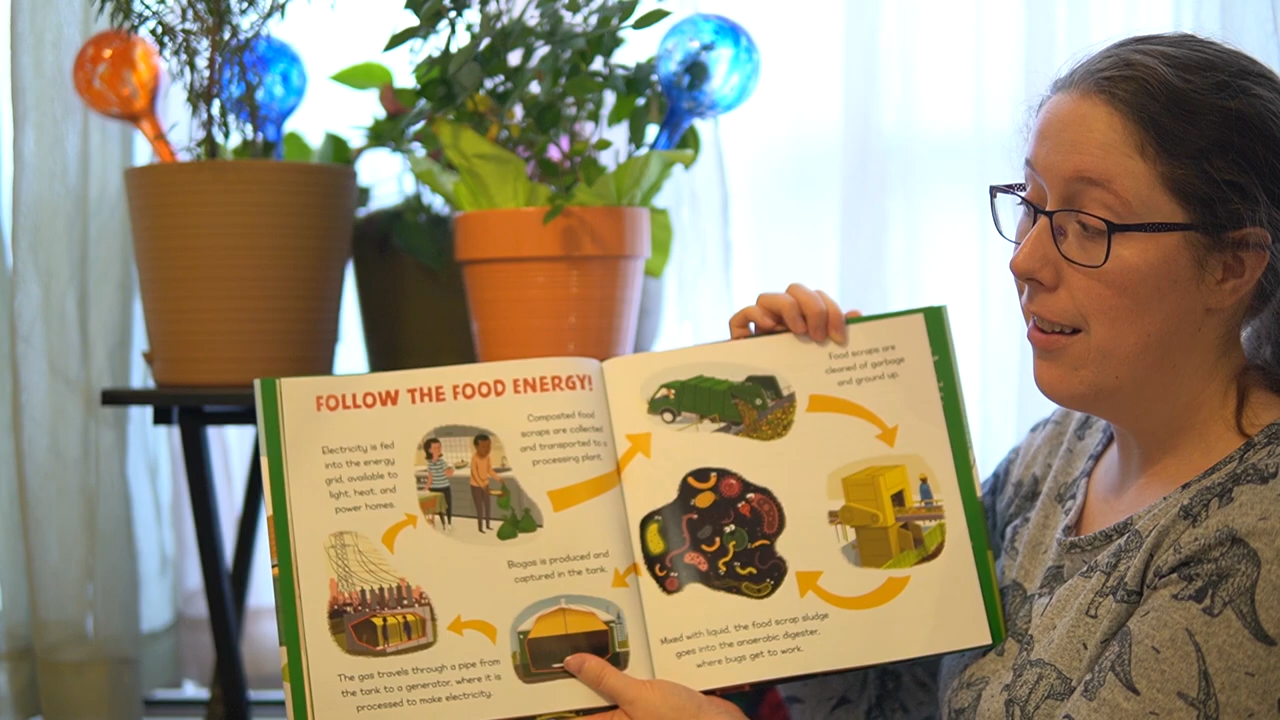 FOLLOW THE FOOD ENERGY!
Electricity is fed
into the energy
grid, available to
light, heat, and
power homes.
Composted food
scraps are collected
and transported to a
processing plant.
Food scraps are
cleaned of garbage
and ground up.
Mixed with liquid, the food scrap sludge
goes into the anaerobic digester,
where bugs get to work.
Biogas is produced and
captured in the tank.
The gas travels through a pipe from
the tank to a generator, where it is
processed to make electricity.